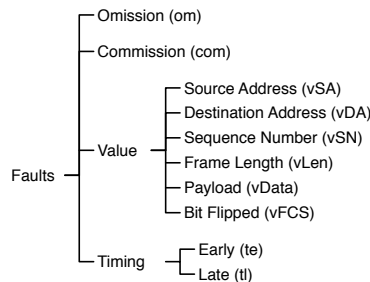 Omission (om)
Commission (com)
Source Address (vSA)
Destination Address (vDA)
Sequence Number (vSN)
Value
Frame Length (vLen)
Faults
Payload (vData)
Bit Flipped (vFCS)
Early (te)
Timing
Late (tl)